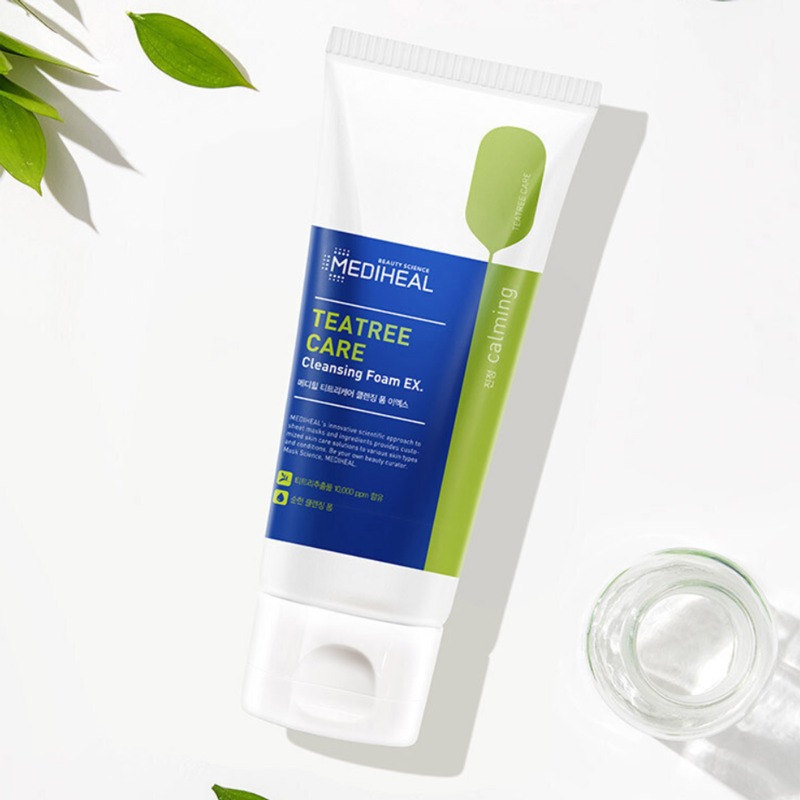 TEATREE CARE
BEAUTY SCIENCE
MEDIHEAL
TEATREE
CARE
Cleansing Foam EX.
메디힐 티트리케어 클렌징 폼 이엑스
MEDIHEAL's innovative scientific approach to
sheet masks and ingredients provides custo-
mized skin care solutions to various skin types
and conditions. Be your own beauty curator.
Mask Science, MEDIHEAL.
티트리추출물 10,000 ppm 함유
순한 클렌징 폼
진정 calming